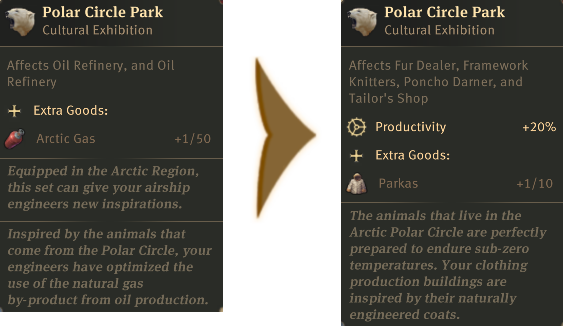 Polar Circle Park
Cultural Exhibition
Affects Oil Refinery, and Oil
Refinery
Extra Goods:
Arctic Gas +1/50
Equipped in the Arctic Region,
this set can give your airship
engineers new inspirations.
Inspired by the animals that
come from the Polar Circle, your
engineers have optimized the
use of the natural gas
by-product from oil production.
Polar Circle Park
Cultural Exhibition
Affects Fur Dealer, Framework
Knitters, Poncho Darner, and
Tailor's Shop
Productivity +20%
Extra Goods:
Parkas +1/10
The animals that live in the
Arctic Polar Circle are perfectly
prepared to endure sub-zero
temperatures. Your clothing
production buildings are
inspired by their naturally
engineered coats.